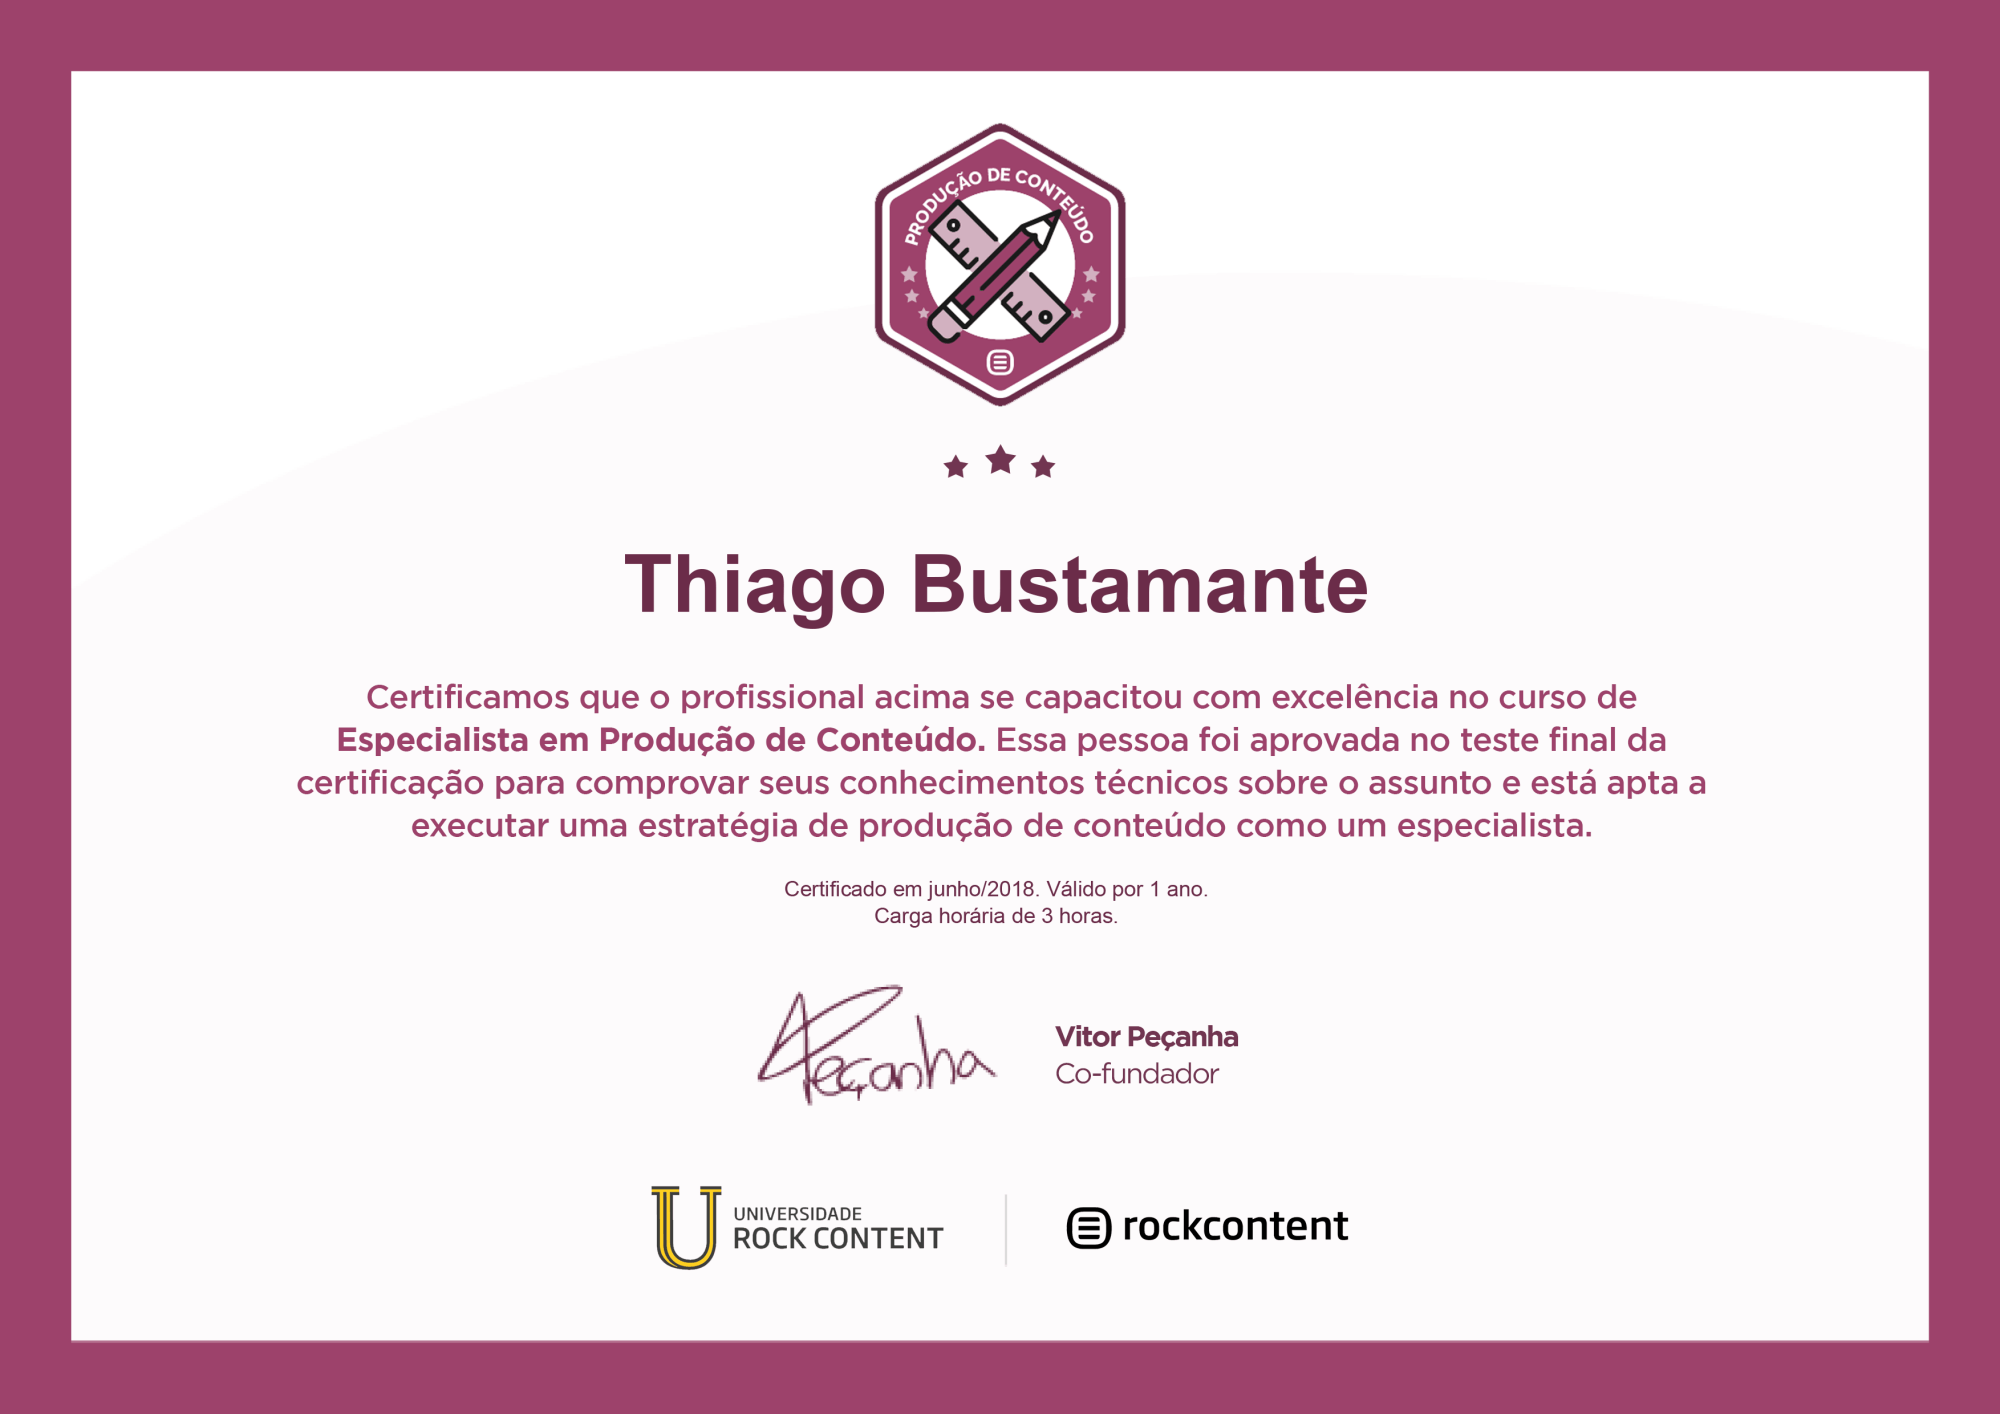 PRODUÇÃO DE CONTEÚDO
Thiago Bustamante
Certificamos que o profissional acima se capacitou com excelência no curso de
Especialista em Produção de Conteúdo. Essa pessoa foi aprovada no teste final da
certificação para comprovar seus conhecimentos técnicos sobre o assunto e está apta a
executar uma estratégia de produção de conteúdo como um especialista.
Certificado em junho/2018. Válido por 1 ano.
Carga horária de 3 horas.
Peçanha
Vitor Peçanha
Co-fundador
U UNIVERSIDADE
ROCK CONTENT
rockcontent